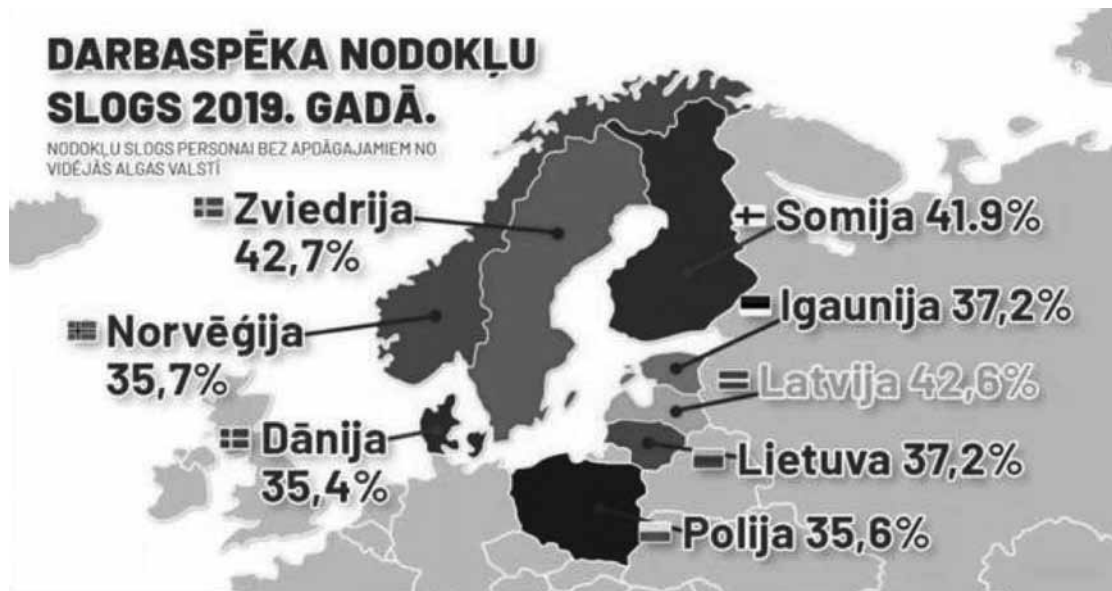 DARBASPĒKA NODOKĻU
SLOGS 2019. GADĀ.
NODOKĻU SLOGS PERSONAI BEZ APDĀGAJAMIEM NO
VIDĒJĀS ALGAS VALSTĪ
Zviedrija
42,7%
Somija 41.9%
Igaunija 37,2%
Norvēģija
35,7%
Latvija 42,6%
Dānija
35,4%
Lietuva 37,2%
Polija 35,6%